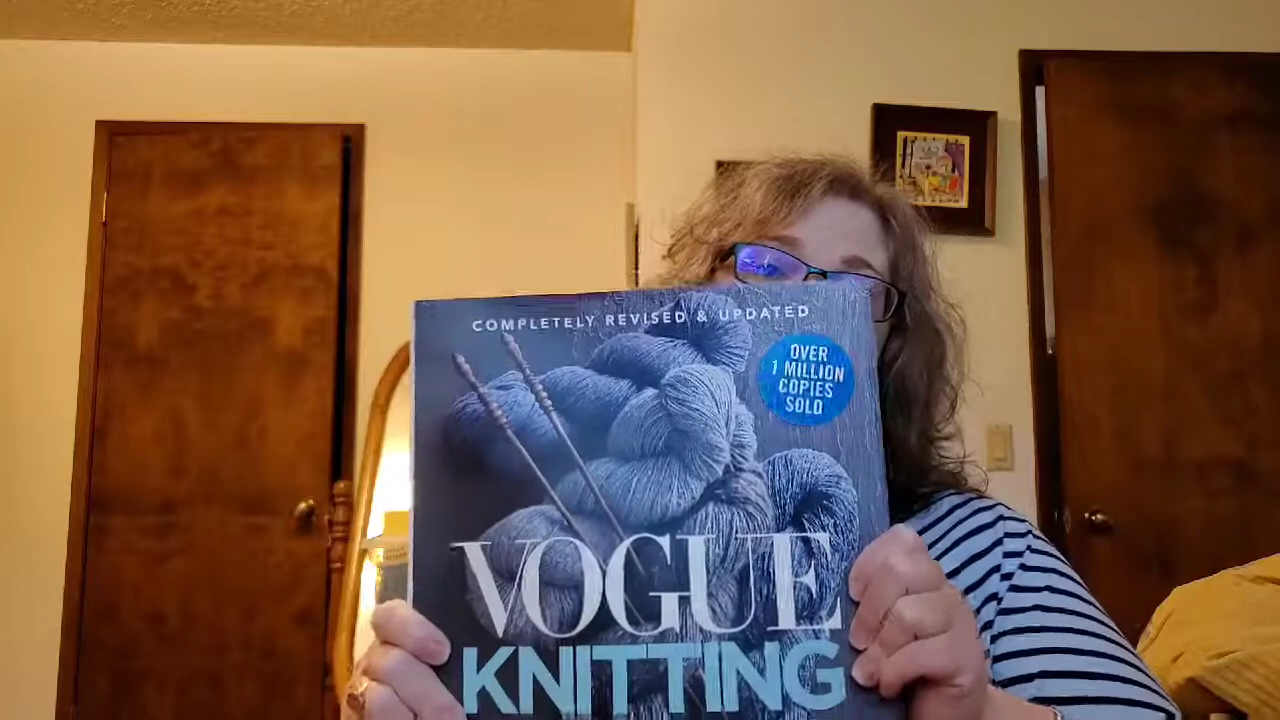 COMPLETELY REVISED & UPDATED
OVER
1 MILLION
COPIES
SOLD
VOGUE
KNITTING